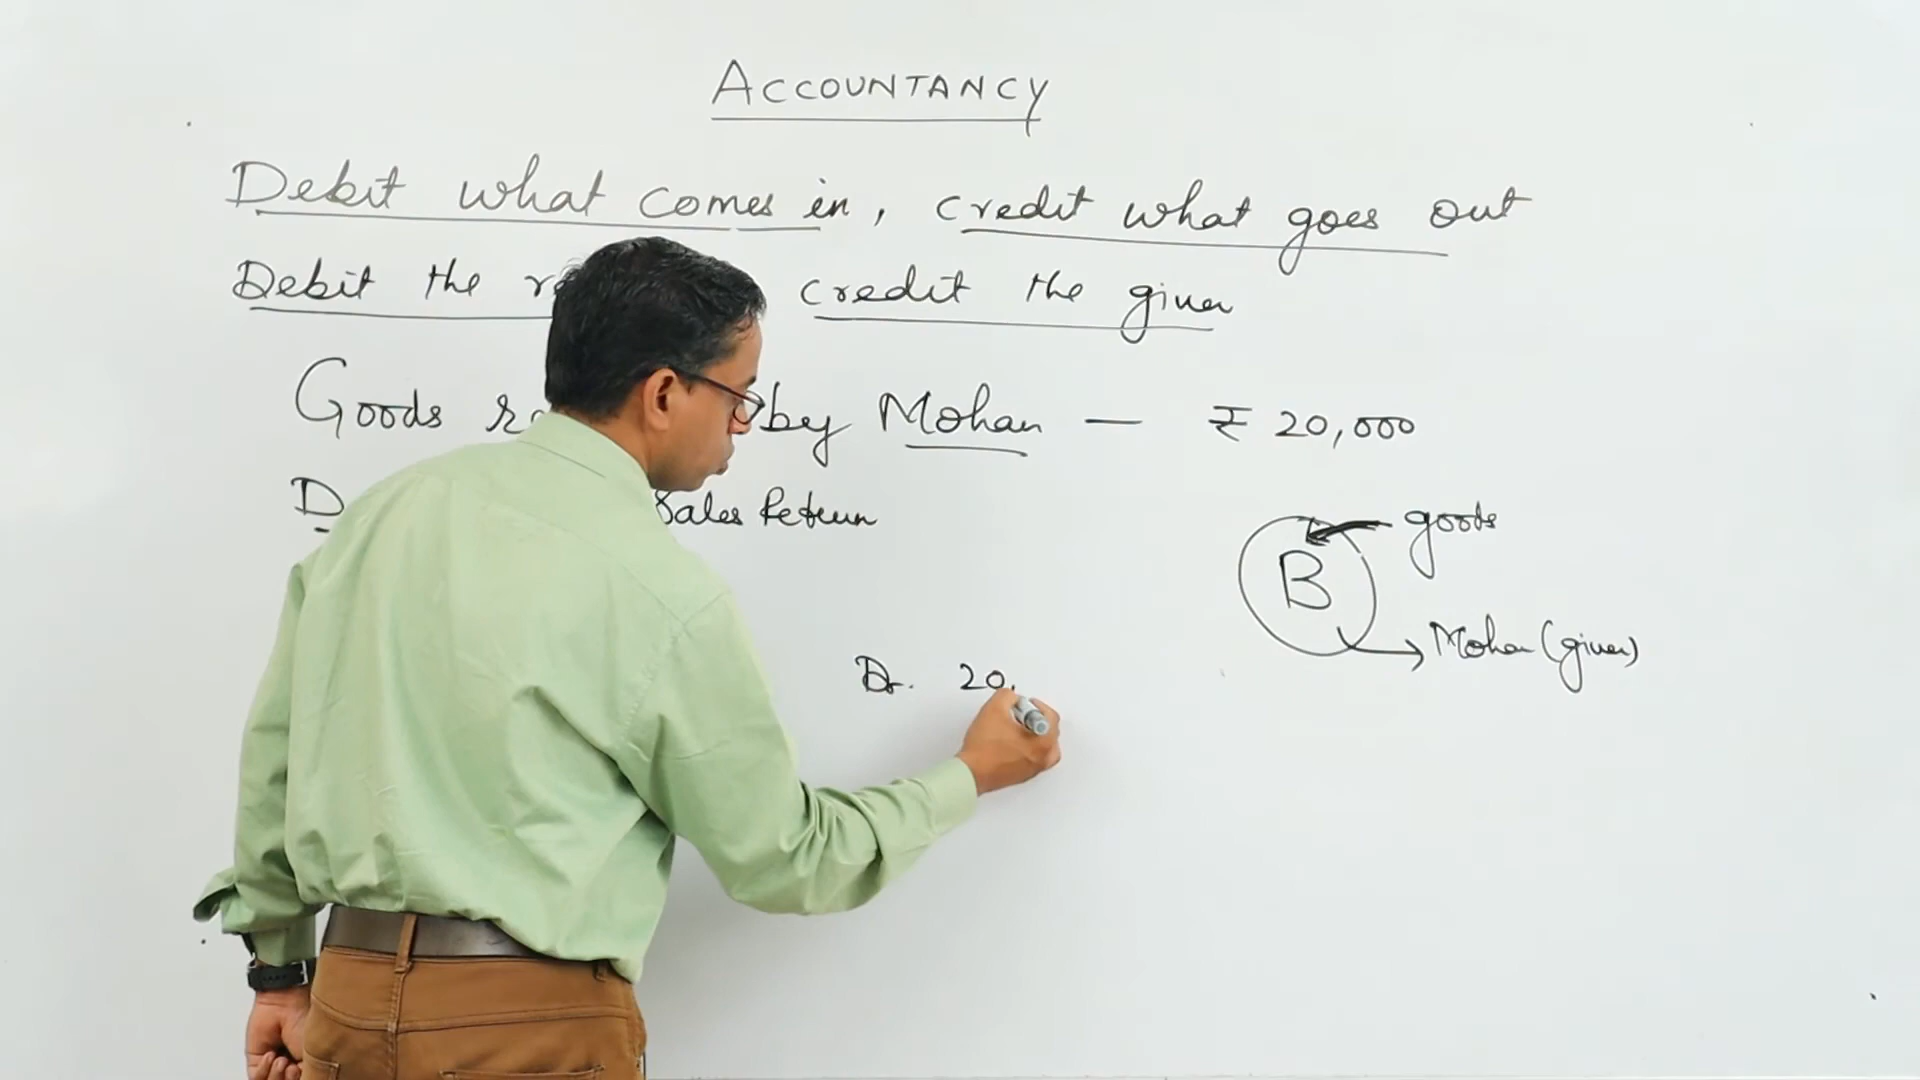 ACCOUNTANCY
Debit what comes in, credit what goes out
Debit the credit the giver
Goods by Mohan — ₹ 20,000
D Sales Return
goods
B
Mohan (giver)
Dr. 20,